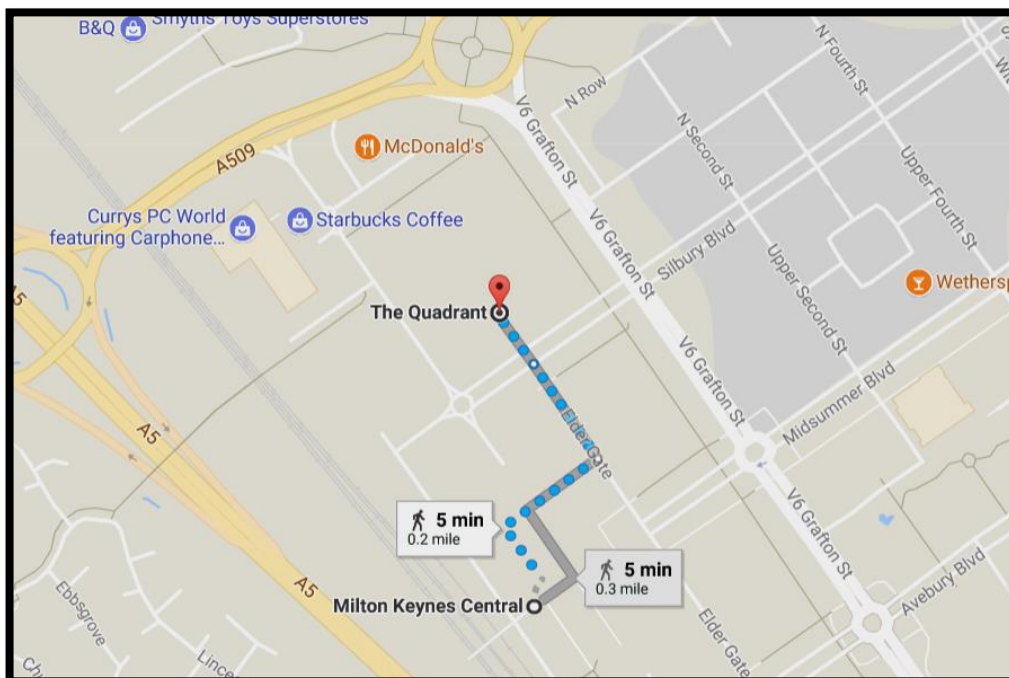 Smyths Toys Superstores
B&Q
N Row
N Fourth St
V6 Grafton St
N Second St
A509
McDonald's
Upper Fourth St
Currys PC World
featuring Carphone...
Starbucks Coffee
V6 Grafton St
Silbury Blvd
Upper Second St
A5
The Quadrant
Wethersp
V6 Grafton St
Midsummer Blvd
Elder Gate
A5
5 min
0.2 mile
V6 Grafton St
5 min
0.3 mile
Avebury Blvd
A5
Ebbsgrove
Milton Keynes Central
Elder Gate
Lince
Ch